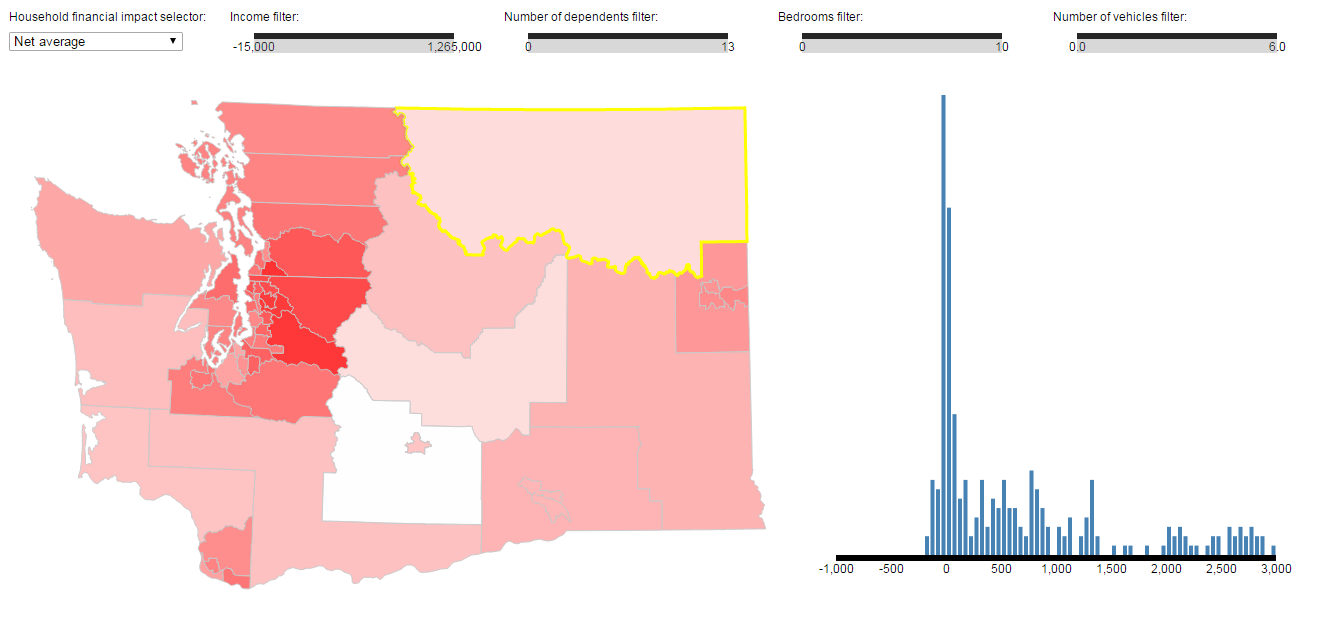 Household financial impact selector:
Net average
Income filter:
-15,000 1,265,000
Number of dependents filter:
0 13
Bedrooms filter:
0 10
Number of vehicles filter:
0.0 6.0
-1,000 -500 0 500 1,000 1,500 2,000 2,500 3,000